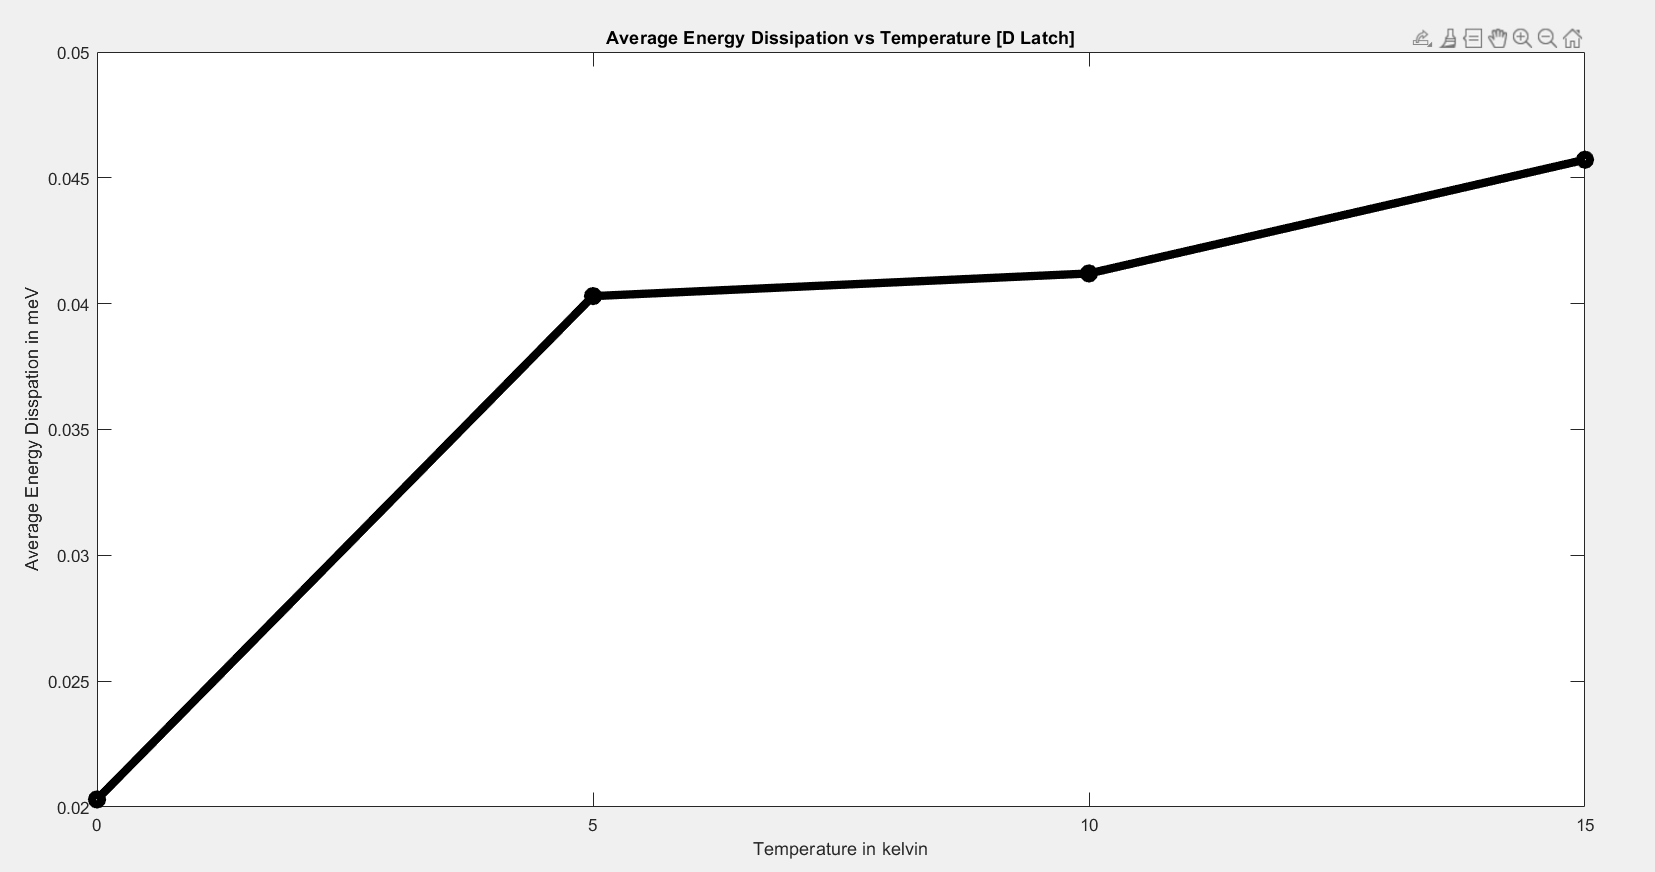 Average Energy Dissipation vs Temperature [D Latch]
0.05
0.045
0.04
0.035
0.03
0.025
0.02
Average Energy Disspation in meV
0 5 10 15
Temperature in kelvin